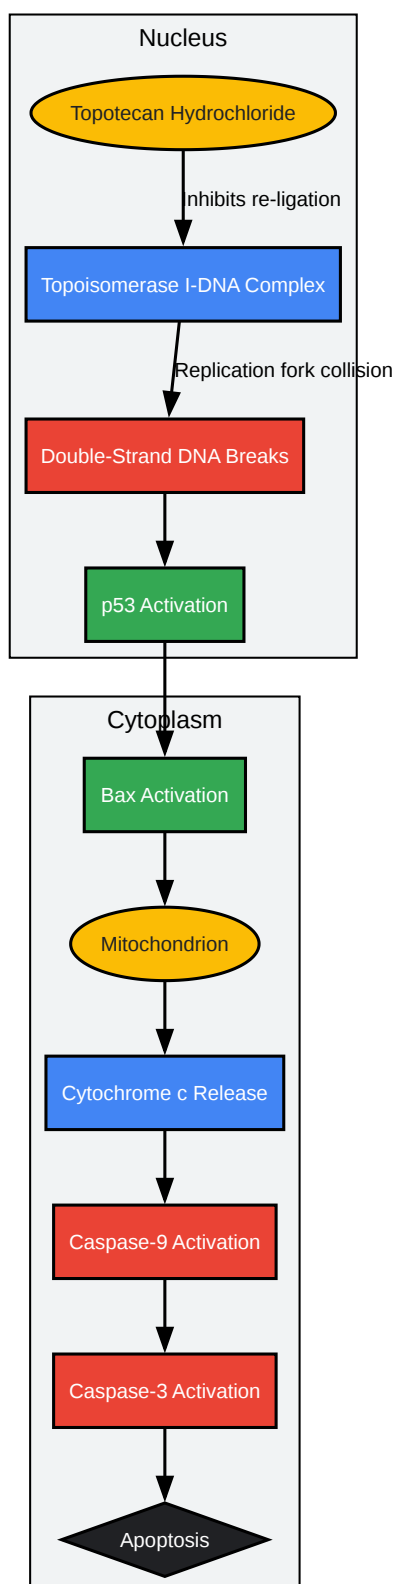 Nucleus
Topotecan Hydrochloride
Inhibits re-ligation
Topoisomerase I-DNA Complex
Replication fork collision
Double-Strand DNA Breaks
p53 Activation
Cytoplasm
Bax Activation
Mitochondrion
Cytochrome c Release
Caspase-9 Activation
Caspase-3 Activation
Apoptosis